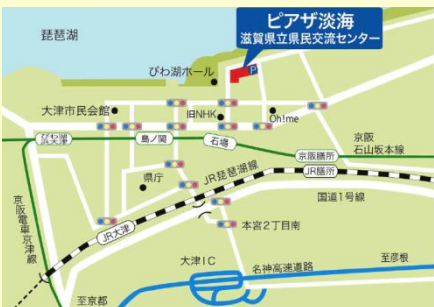 ピアザ淡海
滋賀県立県民交流センター
琵琶湖
P
びわ湖ホール
大津市民会館
旧NHK
Oh!me
島ノ関
石場
京阪
石山坂本線
京阪膳所
県庁
JR琵琶湖線
JR膳所
京阪電車京津線
JR大津
国道1号線
本宮2丁目南
大津IC
名神高速道路
至彦根
至京都